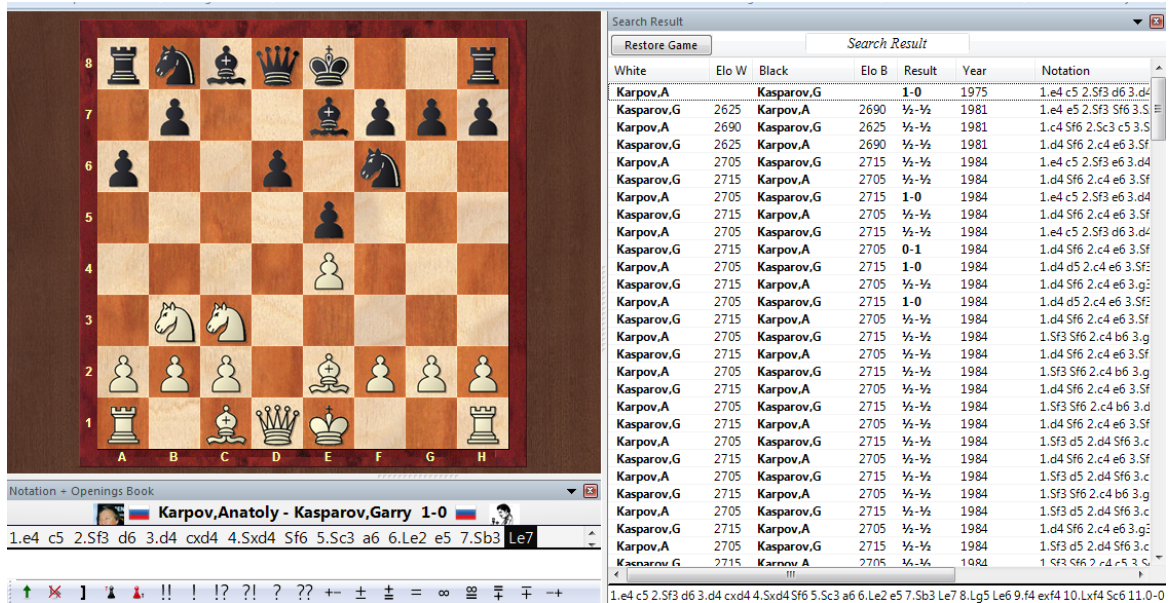 Search Result
Restore Game
Search Result
White Elo W Black Elo B Result Year Notation
Karpov,A Kasparov,G 1-0 1975 1.e4 c5 2.Sf3 d6 3.d4
Kasparov,G 2625 Karpov,A 2690 ½-½ 1981 1.e4 e5 2.Sf3 Sf6 3.S
Karpov,A 2690 Kasparov,G 2625 ½-½ 1981 1.c4 Sf6 2.Sc3 c5 3.S
Kasparov,G 2625 Karpov,A 2690 ½-½ 1981 1.d4 Sf6 2.c4 e6 3.Sf
Karpov,A 2705 Kasparov,G 2715 ½-½ 1984 1.e4 c5 2.Sf3 e6 3.d4
Kasparov,G 2715 Karpov,A 2705 ½-½ 1984 1.d4 Sf6 2.c4 e6 3.Sf
Karpov,A 2705 Kasparov,G 2715 1-0 1984 1.e4 c5 2.Sf3 e6 3.d4
Kasparov,G 2715 Karpov,A 2705 ½-½ 1984 1.d4 Sf6 2.c4 e6 3.Sf
Karpov,A 2705 Kasparov,G 2715 ½-½ 1984 1.e4 c5 2.Sf3 d6 3.d4
Kasparov,G 2715 Karpov,A 2705 0-1 1984 1.d4 Sf6 2.c4 e6 3.Sf
Karpov,A 2705 Kasparov,G 2715 1-0 1984 1.d4 d5 2.c4 e6 3.Sf3
Kasparov,G 2715 Karpov,A 2705 ½-½ 1984 1.d4 Sf6 2.c4 e6 3.g3
Karpov,A 2705 Kasparov,G 2715 1-0 1984 1.d4 d5 2.c4 e6 3.Sf3
Kasparov,G 2715 Karpov,A 2705 ½-½ 1984 1.d4 Sf6 2.c4 e6 3.Sf
Karpov,A 2705 Kasparov,G 2715 ½-½ 1984 1.Sf3 Sf6 2.c4 b6 3.g
Kasparov,G 2715 Karpov,A 2705 ½-½ 1984 1.d4 Sf6 2.c4 e6 3.Sf
Karpov,A 2705 Kasparov,G 2715 ½-½ 1984 1.Sf3 Sf6 2.c4 b6 3.g
Kasparov,G 2715 Karpov,A 2705 ½-½ 1984 1.d4 Sf6 2.c4 e6 3.Sf
Karpov,A 2705 Kasparov,G 2715 ½-½ 1984 1.Sf3 Sf6 2.c4 b6 3.d
Kasparov,G 2715 Karpov,A 2705 ½-½ 1984 1.d4 Sf6 2.c4 e6 3.Sf
Karpov,A 2705 Kasparov,G 2715 ½-½ 1984 1.Sf3 d5 2.d4 Sf6 3.c
Kasparov,G 2715 Karpov,A 2705 ½-½ 1984 1.d4 Sf6 2.c4 e6 3.Sf
Karpov,A 2705 Kasparov,G 2715 ½-½ 1984 1.Sf3 d5 2.d4 Sf6 3.c
Kasparov,G 2715 Karpov,A 2705 ½-½ 1984 1.Sf3 Sf6 2.c4 b6 3.g
Karpov,A 2705 Kasparov,G 2715 ½-½ 1984 1.Sf3 d5 2.d4 Sf6 3.c
Kasparov,G 2715 Karpov,A 2705 ½-½ 1984 1.d4 Sf6 2.c4 e6 3.g3
Karpov,A 2705 Kasparov,G 2715 ½-½ 1984 1.Sf3 d5 2.d4 Sf6 3.c
Kasparov,G 2715 Karpov,A 2705 ½-½ 1984 1.Sf3 Sf6 2.c4 c5 3.S
1.e4 c5 2.Sf3 d6 3.d4 cxd4 4.Sxd4 Sf6 5.Sc3 a6 6.Le2 e5 7.Sb3 Le7 8.Lg5 Le6 9.f4 exf4 10.Lxf4 Sc6 11.0-0
8
7
6
5
4
3
2
1
A B C D E F G H
Notation + Openings Book
Karpov,Anatoly - Kasparov,Garry 1-0
1.e4 c5 2.Sf3 d6 3.d4 cxd4 4.Sxd4 Sf6 5.Sc3 a6 6.Le2 e5 7.Sb3 Le7
] !! ! !? ?! ? ?? +− ± ⩲ = ∞ ⯹ ⩱ ∓ −+